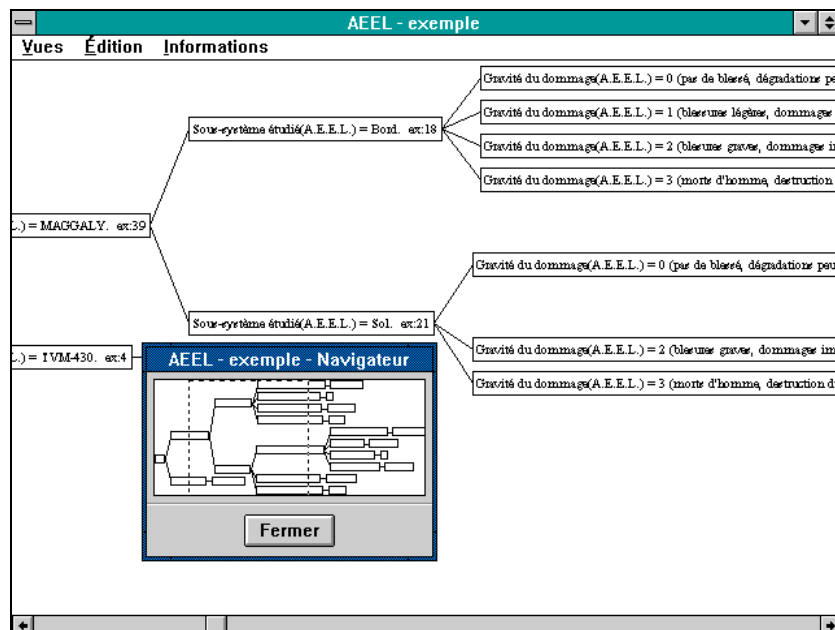 AEEL - exemple
Vues Édition Informations
Gravité du dommage(A.E.E.L.) = 0 (pas de blessé, dégradations pe
Gravité du dommage(A.E.E.L.) = 1 (blessures légères, dommages
Sous-système étudié(A.E.E.L.) = Bord. ex:18
Gravité du dommage(A.E.E.L.) = 2 (blesures graves, dommages im
Gravité du dommage(A.E.E.L.) = 3 (morts d'homme, destruction
.) = MAGGALY. ex:39
Gravité du dommage(A.E.E.L.) = 0 (pas de blessé, dégradations peu
Sous-système étudié(A.E.E.L.) = Sol. ex:21
Gravité du dommage(A.E.E.L.) = 2 (blesures graves, dommages im
.) = TVM-430. ex:4
AEEL - exemple - Navigateur
Gravité du dommage(A.E.E.L.) = 3 (morts d'homme, destruction d
Fermer